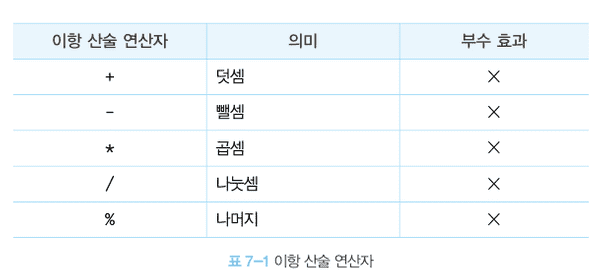 이항 산술 연산자 의미 부수 효과
+ 덧셈 ×
- 뺄셈 ×
* 곱셈 ×
/ 나눗셈 ×
% 나머지 ×
표 7-1 이항 산술 연산자